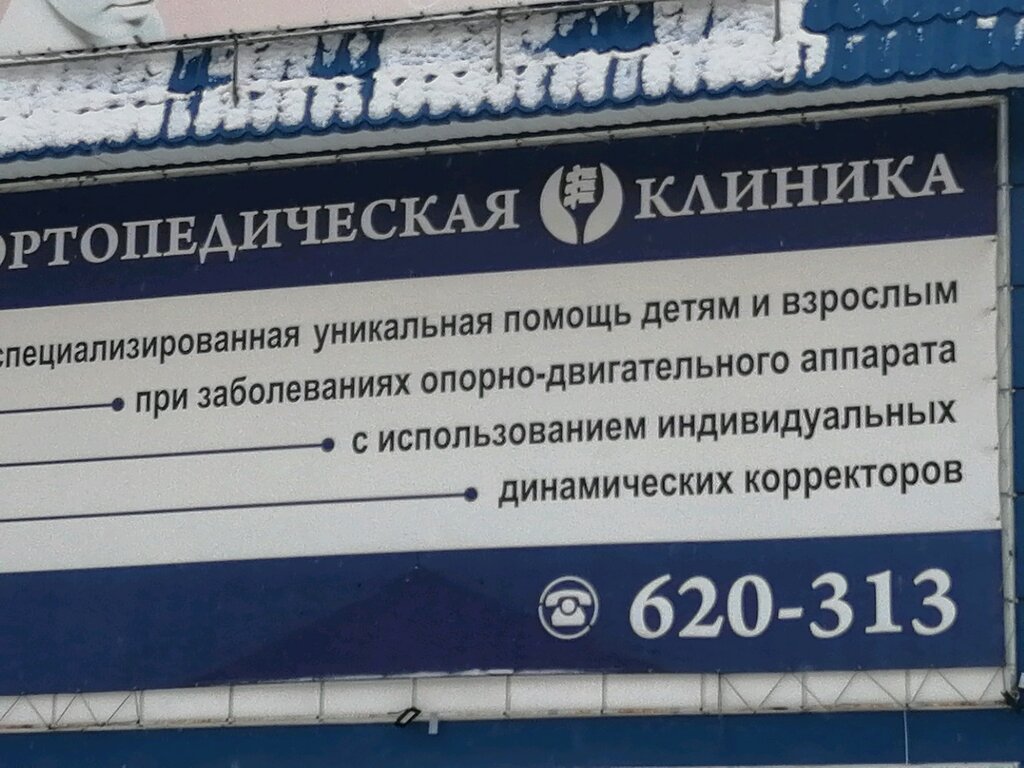 ОРТОПЕДИЧЕСКАЯ КЛИНИКА
специализированная уникальная помощь детям и взрослым
при заболеваниях опорно-двигательного аппарата
с использованием индивидуальных
динамических корректоров
620-313